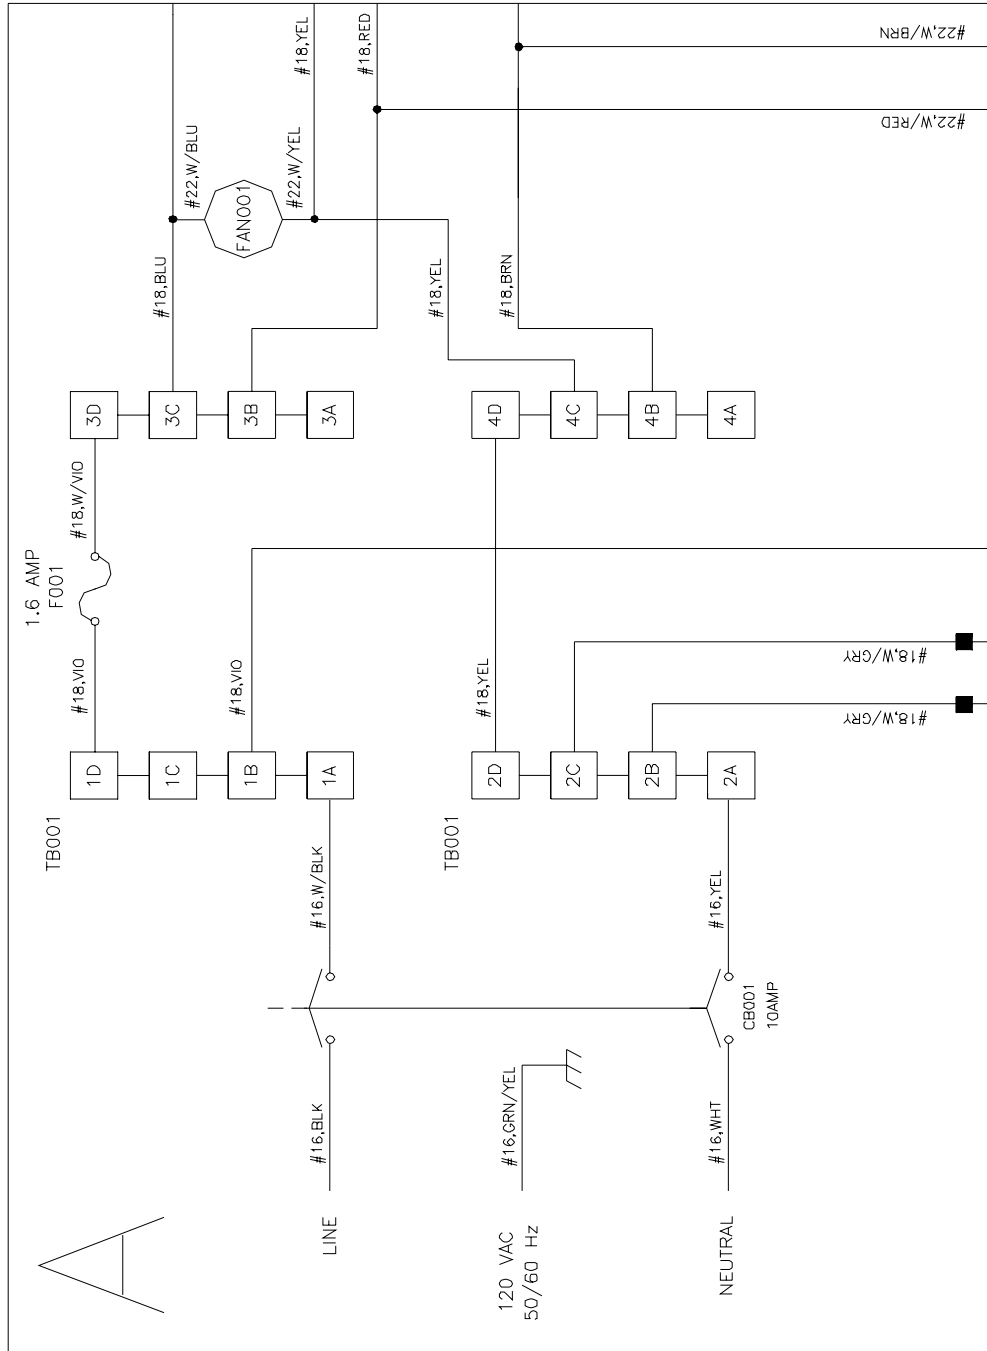 A
LINE
120 VAC
50/60 Hz
NEUTRAL
#16,BLK
#16,GRN/YEL
#16,WHT
CB001
10AMP
#16,W/BLK
#16,YEL
TB001
1D
1C
1B
1A
TB001
2D
2C
2B
2A
#18,VIO
1.6 AMP
F001
#18,W/VIO
#18,VIO
#18,YEL
#18,W/GRY
#18,W/GRY
3D
3C
3B
3A
4D
4C
4B
4A
#18,BLU
#22,W/BLU
FAN001
#22,W/YEL
#18,YEL
#18,RED
#18,YEL
#18,BRN
#22,W/BRN
#22,W/RED